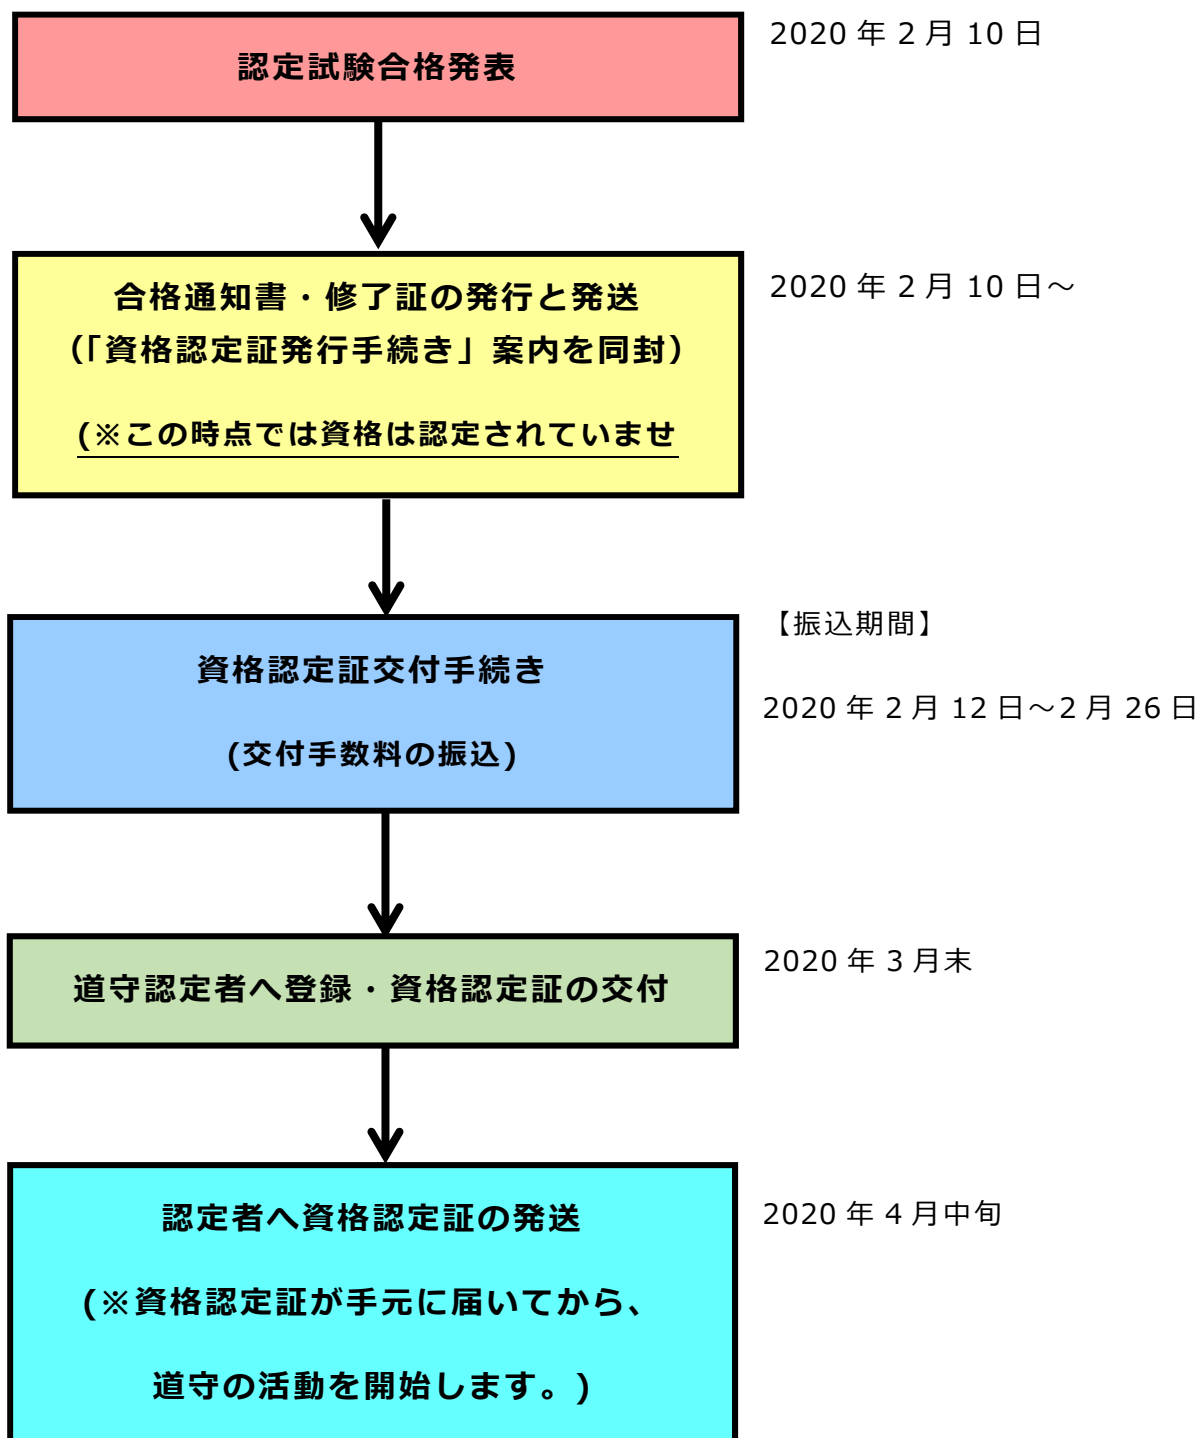 認定試験合格発表
2020 年 2 月 10 日
合格通知書・修了証の発行と発送
(「資格認定証発行手続き」案内を同封)
(※この時点では資格は認定されていませ
2020 年 2 月 10 日~
資格認定証交付手続き
(交付手数料の振込)
【振込期間】
2020 年 2 月 12 日~2 月 26 日
道守認定者へ登録・資格認定証の交付
2020 年 3 月末
認定者へ資格認定証の発送
(※資格認定証が手元に届いてから、
道守の活動を開始します。)
2020 年 4 月中旬